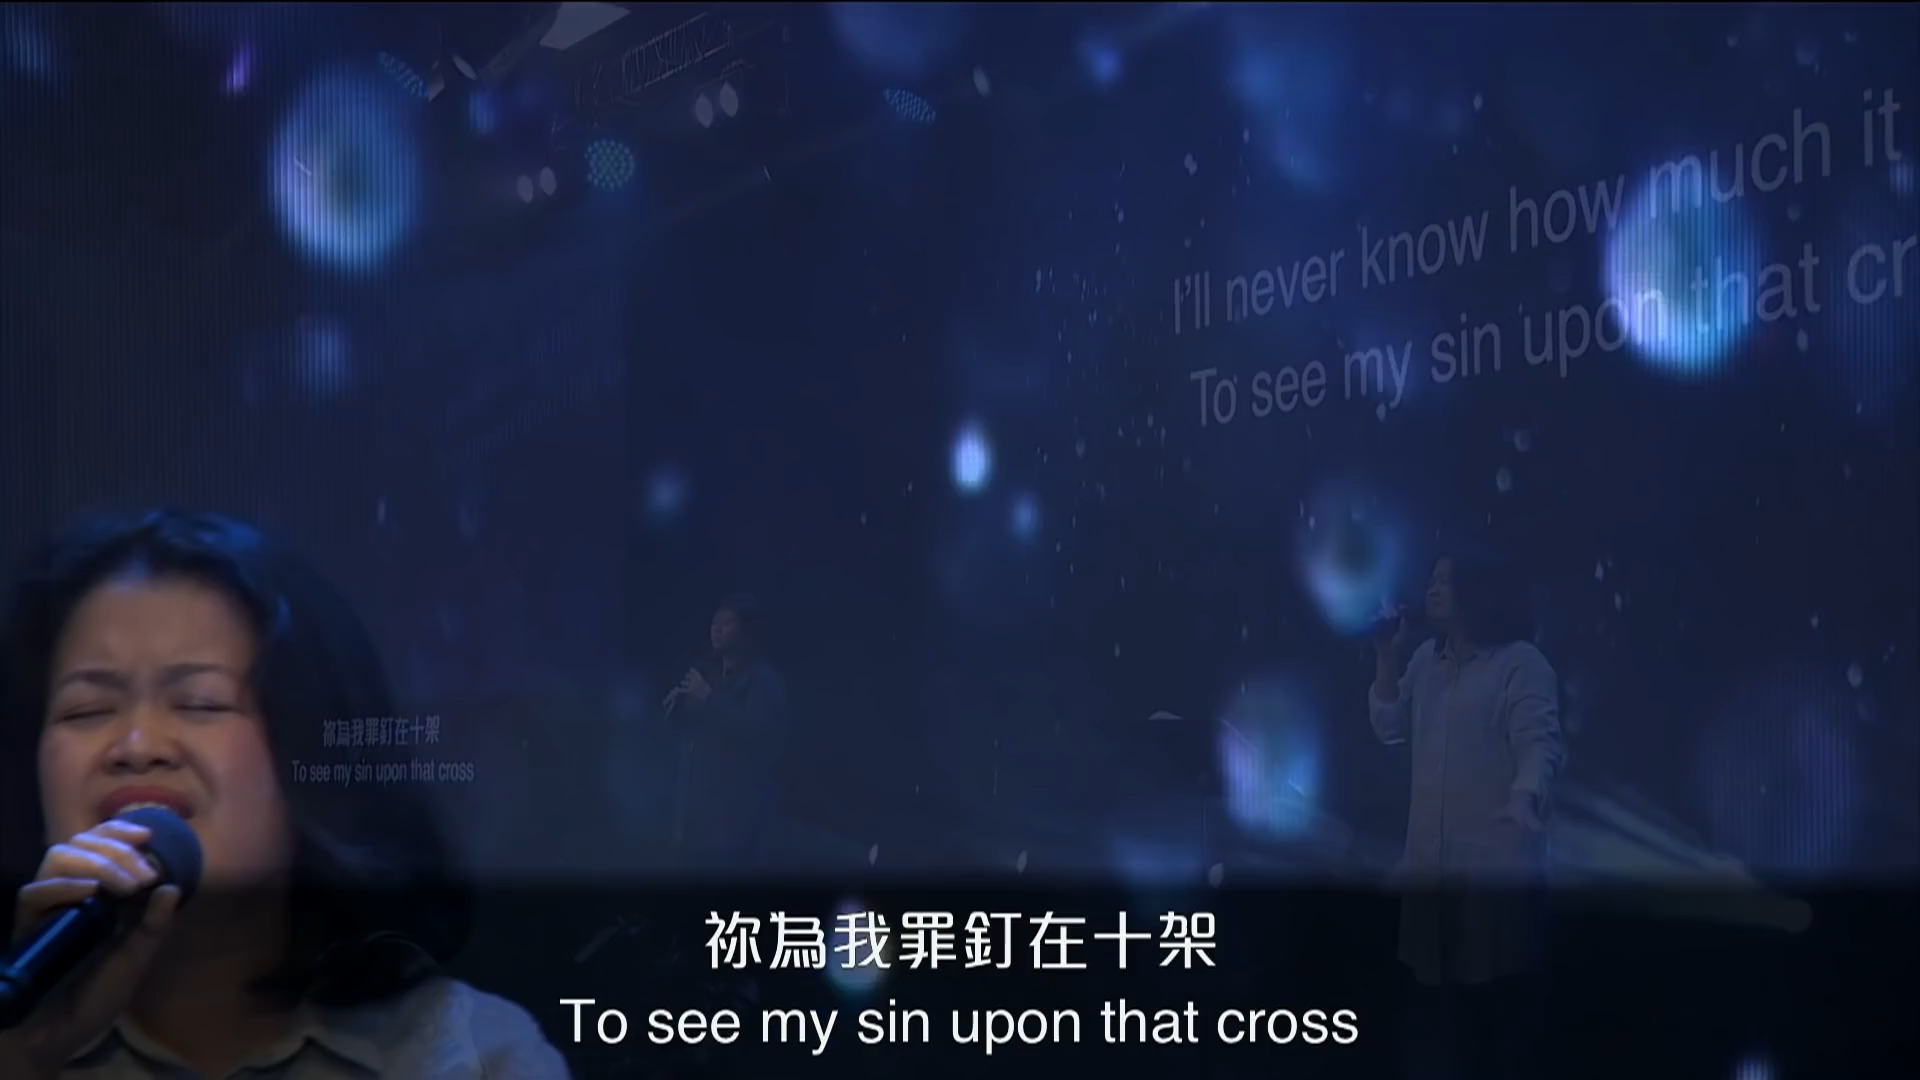 I'll never know how much it
To see my sin upon that cr
祢為我罪釘在十架
To see my sin upon that cross
祢為我罪釘在十架
To see my sin upon that cross